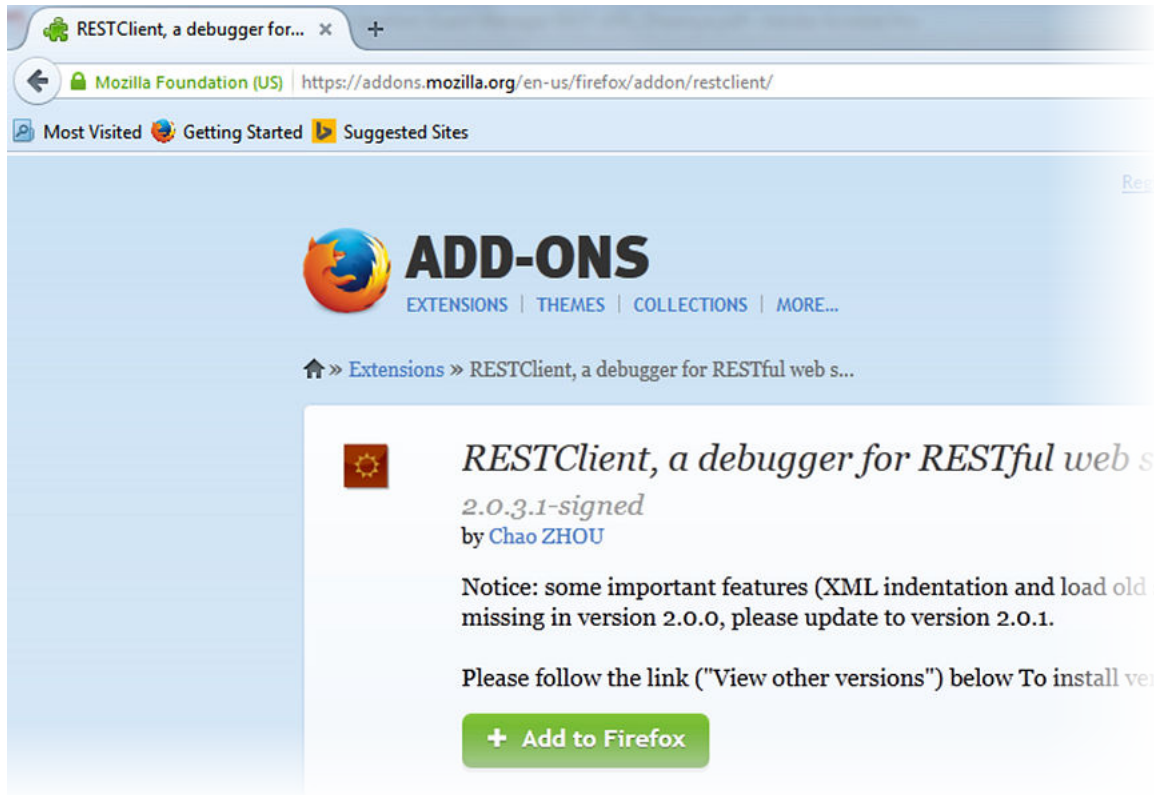 RESTClient, a debugger for...
Mozilla Foundation (US) https://addons.mozilla.org/en-us/firefox/addon/restclient/
Most Visited Getting Started Suggested Sites
ADD-ONS
EXTENSIONS | THEMES | COLLECTIONS | MORE...
» Extensions » RESTClient, a debugger for RESTful web s...
RESTClient, a debugger for RESTful web s
2.0.3.1-signed
by Chao ZHOU
Notice: some important features (XML indentation and load old
missing in version 2.0.0, please update to version 2.0.1.
Please follow the link ("View other versions") below To install
+ Add to Firefox